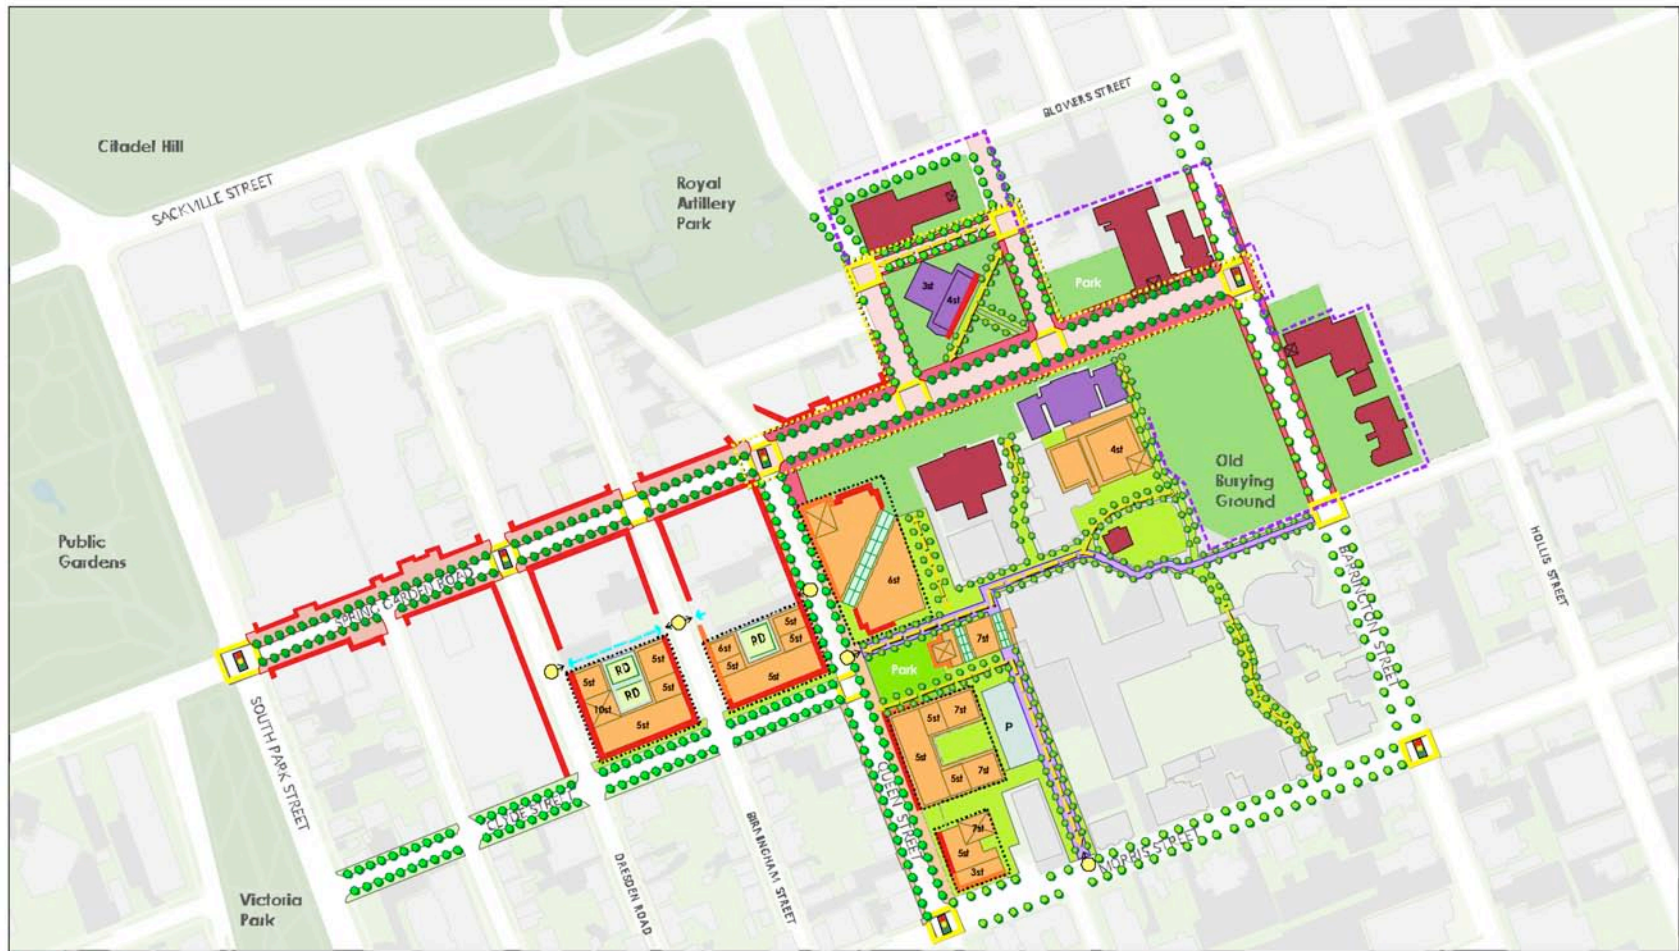 BLOWERS STREET
Citadel Hill
SACKVILLE STREET
Royal
Artillery
Park
Park
3st
4st
4st
Old
Burying
Ground
Public
Gardens
SPRING GARDEN ROAD
HOLLIS STREET
BARRINGTON STREET
6st
RD
5st
6st
5st
5st
5st
7st
Park
RD
5st
5st
RD
5st
10st
5st
5st
7st
P
5st
5st
7st
SOUTH PARK STREET
CLYDE STREET
QUEEN STREET
MORRIS STREET
7st
5st
3st
DRESDEN ROAD
BIRMINGHAM STREET
Victoria
Park